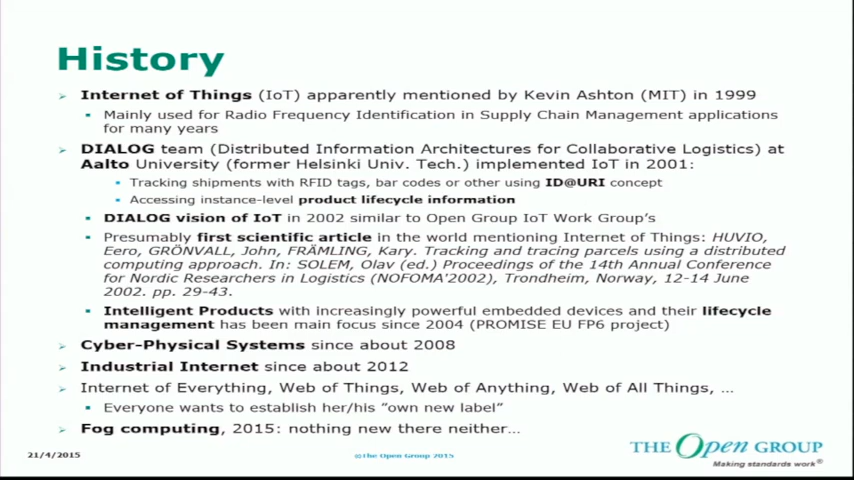 History
Internet of Things (IoT) apparently mentioned by Kevin Ashton (MIT) in 1999
Mainly used for Radio Frequency Identification in Supply Chain Management applications
for many years
DIALOG team (Distributed Information Architectures for Collaborative Logistics) at
Aalto University (former Helsinki Univ. Tech.) implemented IoT in 2001:
Tracking shipments with RFID tags, bar codes or other using ID@URI concept
Accessing instance-level product lifecycle information
DIALOG vision of IoT in 2002 similar to Open Group IoT Work Group's
Presumably first scientific article in the world mentioning Internet of Things: HUVIO,
Eero, GRÖNVALL, John, FRÄMLING, Kary. Tracking and tracing parcels using a distributed
computing approach. In: SOLEM, Olav (ed.) Proceedings of the 14th Annual Conference
for Nordic Researchers in Logistics (NOFOMA'2002), Trondheim, Norway, 12-14 June
2002. pp. 29-43.
Intelligent Products with increasingly powerful embedded devices and their lifecycle
management has been main focus since 2004 (PROMISE EU FP6 project)
Cyber-Physical Systems since about 2008
Industrial Internet since about 2012
Internet of Everything, Web of Things, Web of Anything, Web of All Things, …
Everyone wants to establish her/his "own new label"
Fog computing, 2015: nothing new there neither…
21/4/2015
©The Open Group 2015
THE Open GROUP
Making standards work®